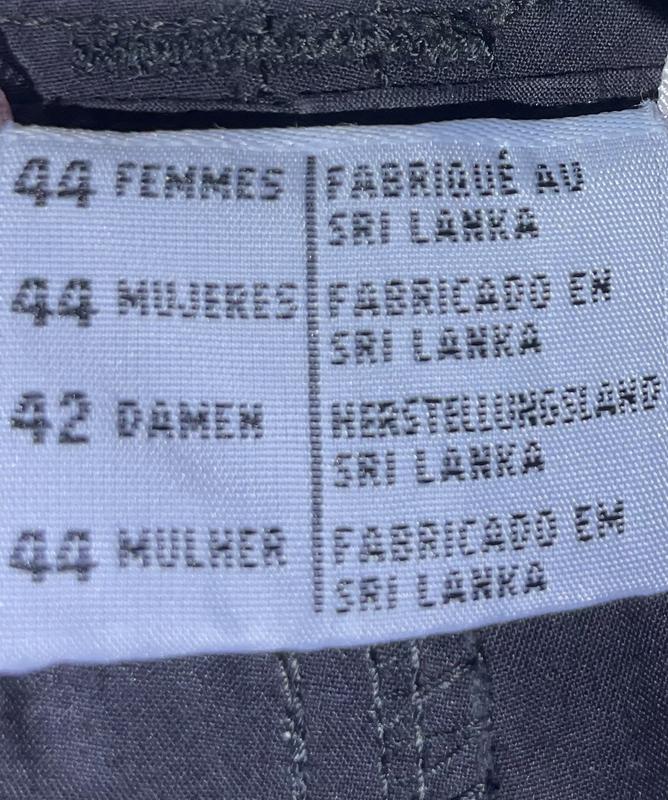 44 FEMMES FABRIQUÉ AU
SRI LANKA
44 MUJERES FABRICADO EN
SRI LANKA
42 DAMEN HERSTELLUNGSLAND
SRI LANKA
44 MULHER FABRICADO EM
SRI LANKA